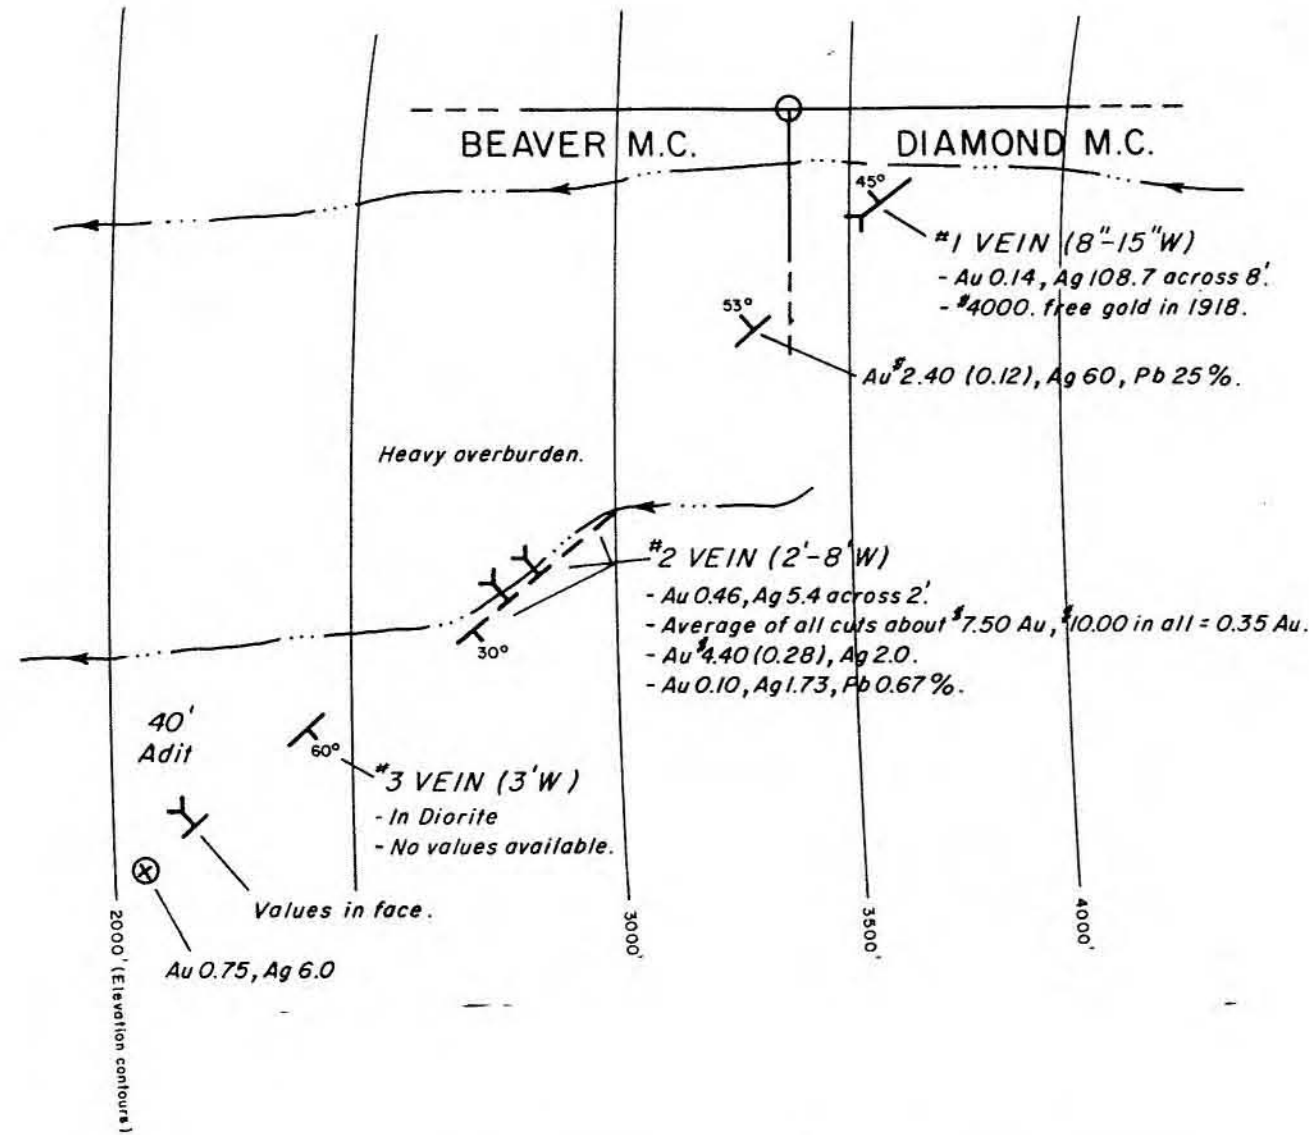 BEAVER M.C.
DIAMOND M.C.
45°
#1 VEIN (8"-15"W)
- Au 0.14, Ag 108.7 across 8'.
- $4000. free gold in 1918.
53°
Au $2.40 (0.12), Ag 60, Pb 25%.
Heavy overburden.
#2 VEIN (2'-8'W)
- Au 0.46, Ag 5.4 across 2'.
- Average of all cuts about $7.50 Au, $10.00 in all = 0.35 Au.
- Au $4.40 (0.28), Ag 2.0.
- Au 0.10, Ag 1.73, Pb 0.67%.
30°
40'
Adit
60°
#3 VEIN (3'W)
- In Diorite
- No values available.
Values in face.
Au 0.75, Ag 6.0
2000' (Elevation contours)
3000'
3500'
4000'